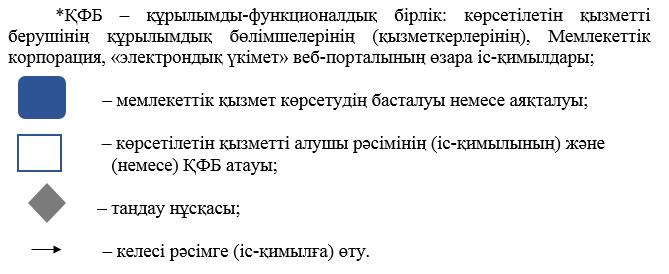 *ҚФБ – құрылымды-функционалдық бірлік: көрсетілетін қызметті
берушінің құрылымдық бөлімшелерінің (қызметкерлерінің), Мемлекеттік
корпорация, «электрондық үкімет» веб-порталының өзара іс-қимылдары;
– мемлекеттік қызмет көрсетудің басталуы немесе аяқталуы;
– көрсетілетін қызметті алушы рәсімінің (іс-қимылының) және
(немесе) ҚФБ атауы;
– таңдау нұсқасы;
– келесі рәсімге (іс-қимылға) өту.